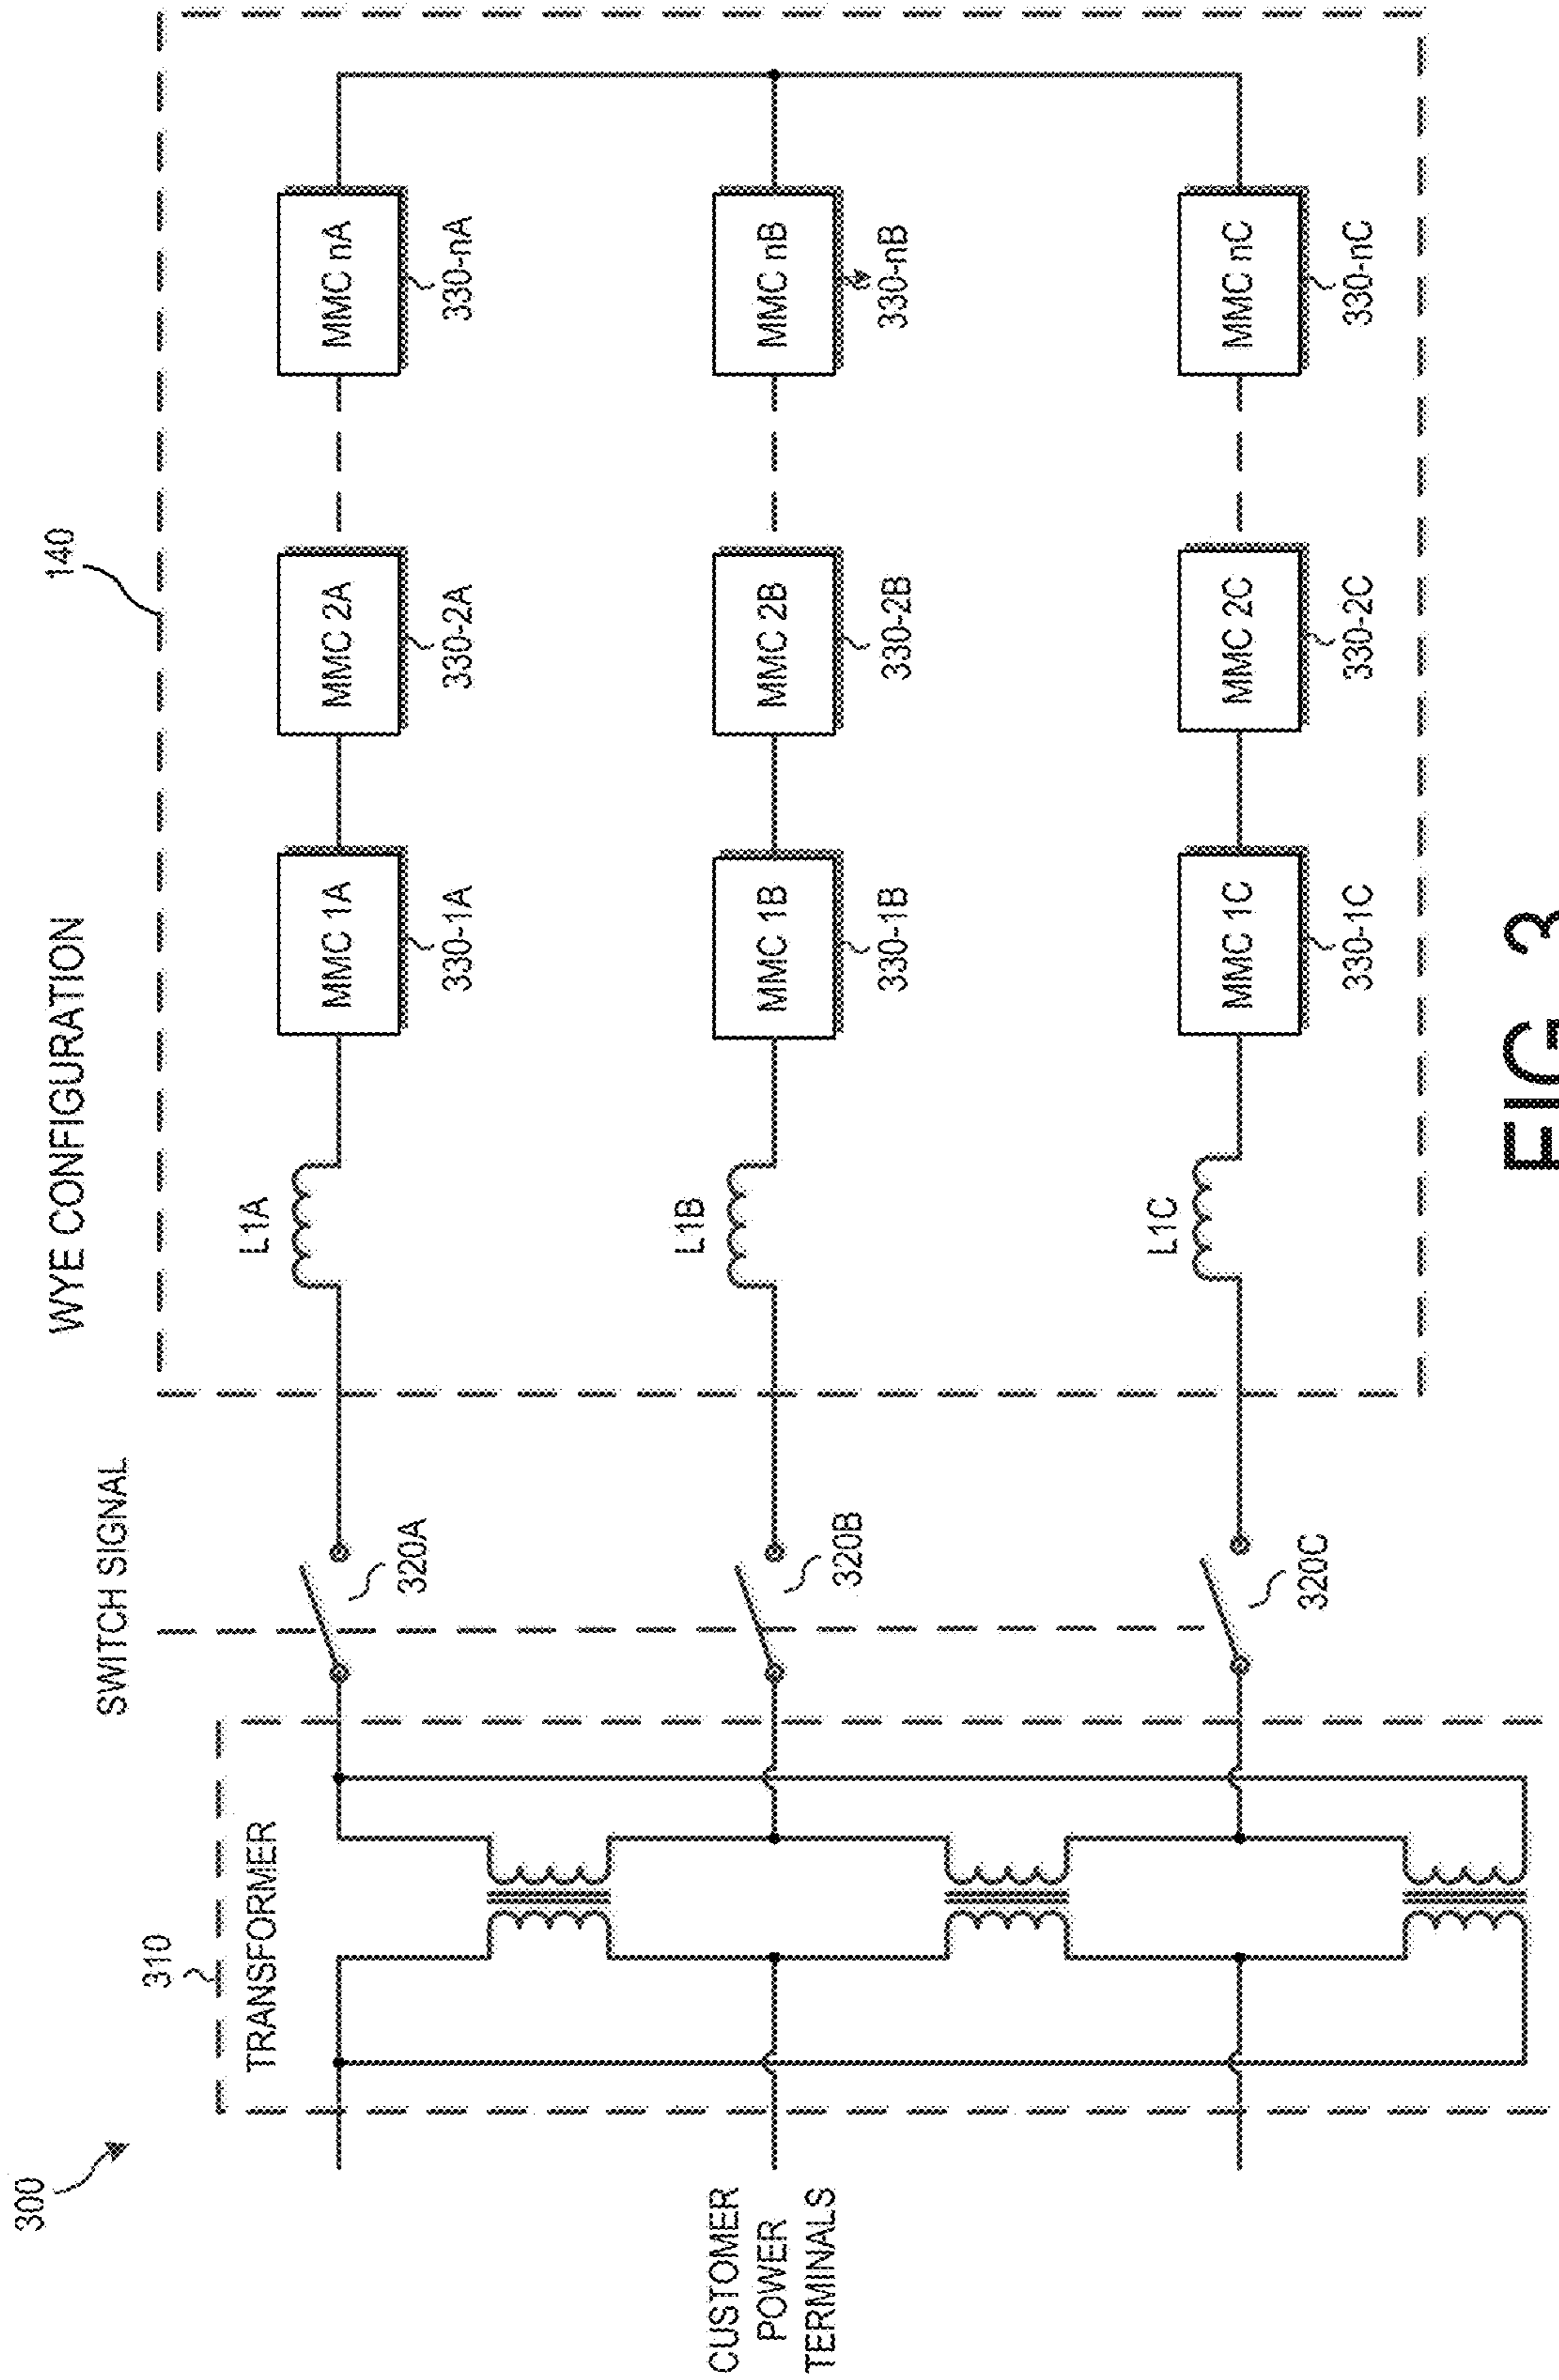 300
WYE CONFIGURATION
140
SWITCH SIGNAL
310
TRANSFORMER
L1A
MMC 1A
MMC 2A
MMC nA
320A
330-1A
330-2A
330-nA
CUSTOMER
POWER
TERMINALS
L1B
MMC 1B
MMC 2B
MMC nB
320B
330-1B
330-2B
330-nB
L1C
MMC 1C
MMC 2C
MMC nC
320C
330-1C
330-2C
330-nC
FIG. 3